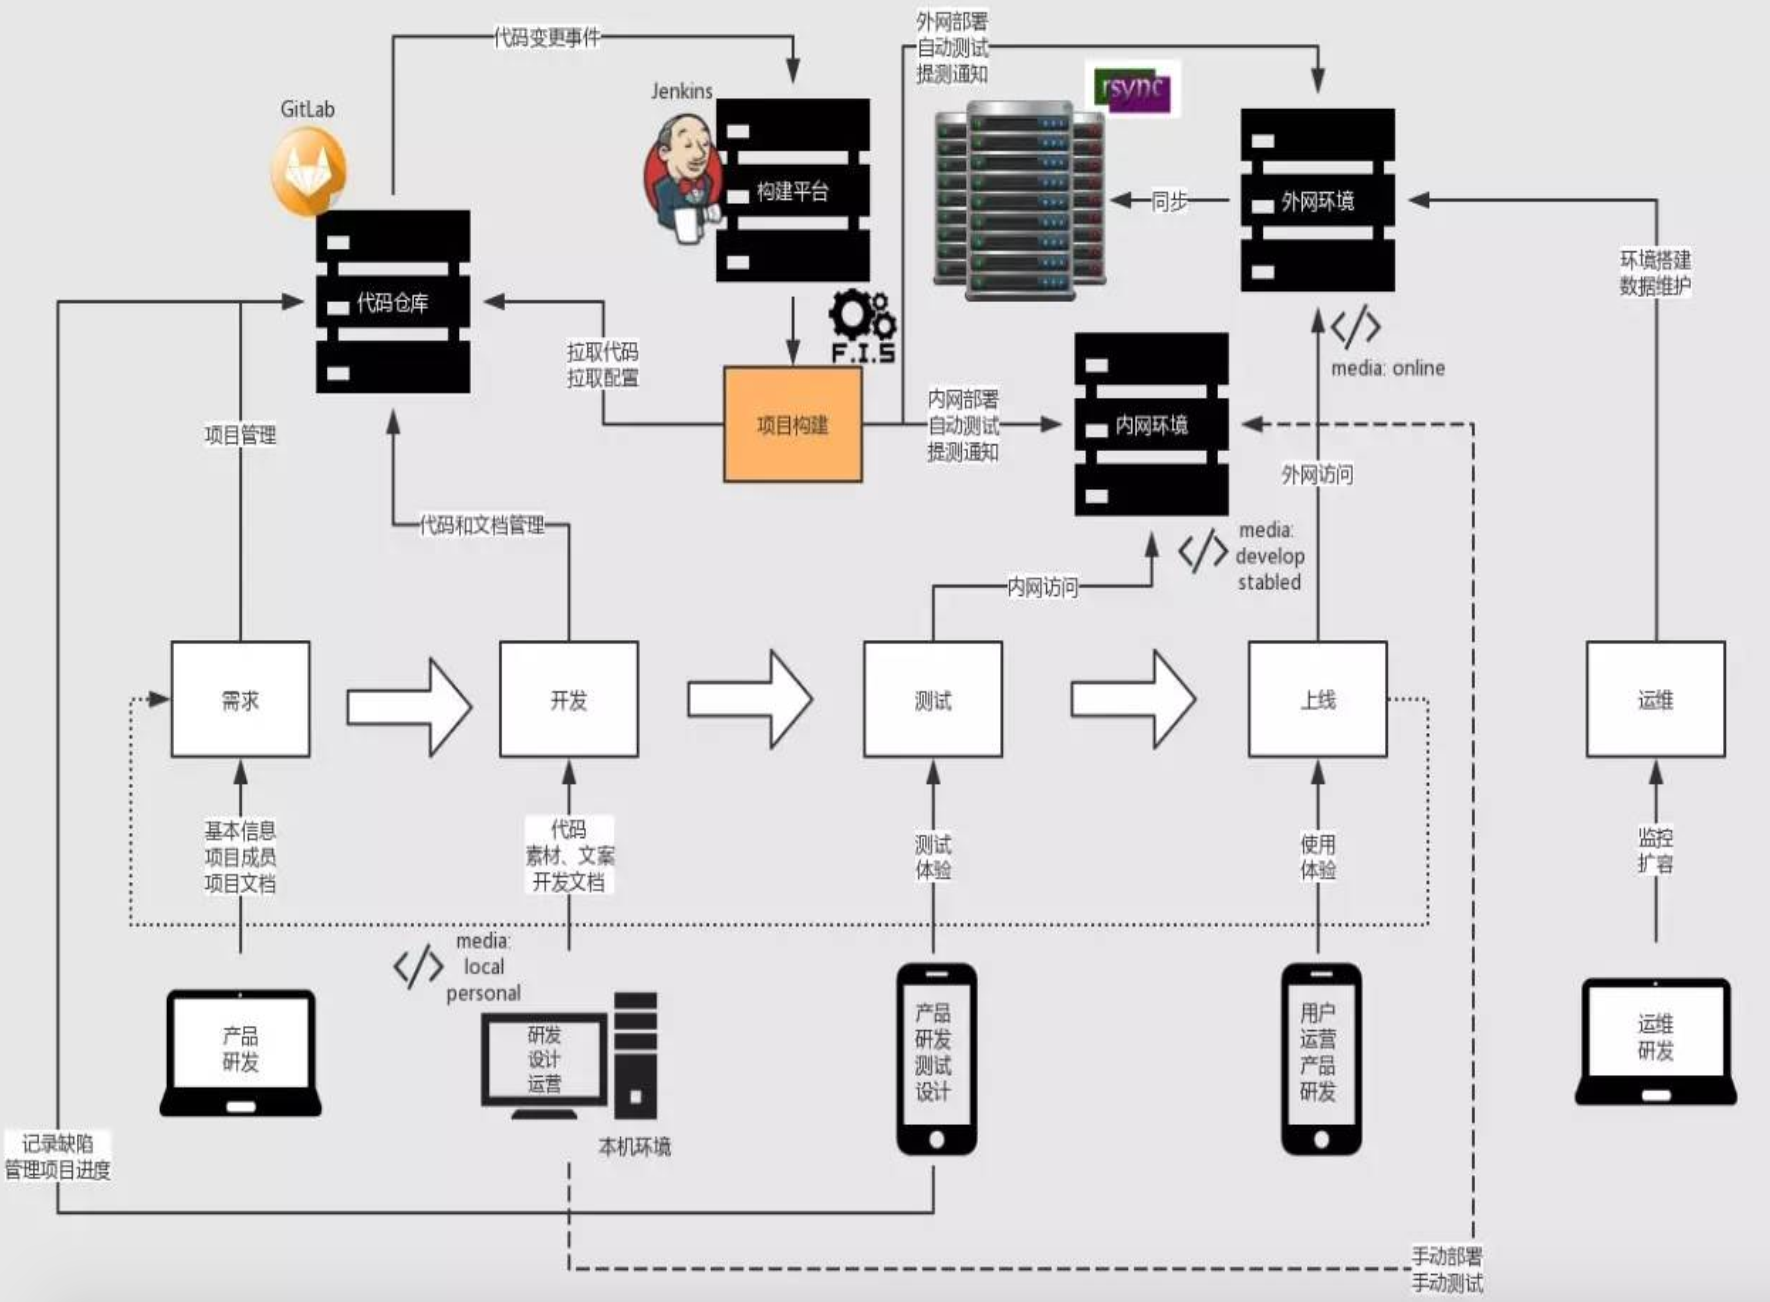 外网部署
自动测试
提测通知
代码变更事件
rsync
Jenkins
GitLab
构建平台
同步
外网环境
环境搭建
数据维护
代码仓库
拉取代码
拉取配置
F.I.S
media: online
项目管理
项目构建
内网部署
自动测试
提测通知
内网环境
外网访问
代码和文档管理
media:
develop
stabled
内网访问
需求
开发
测试
上线
运维
基本信息
项目成员
项目文档
代码
素材、文案
开发文档
测试
体验
使用
体验
监控
扩容
media:
local
personal
产品
研发
研发
设计
运营
本机环境
产品
研发
测试
设计
用户
运营
产品
研发
运维
研发
记录缺陷
管理项目进度
手动部署
手动测试